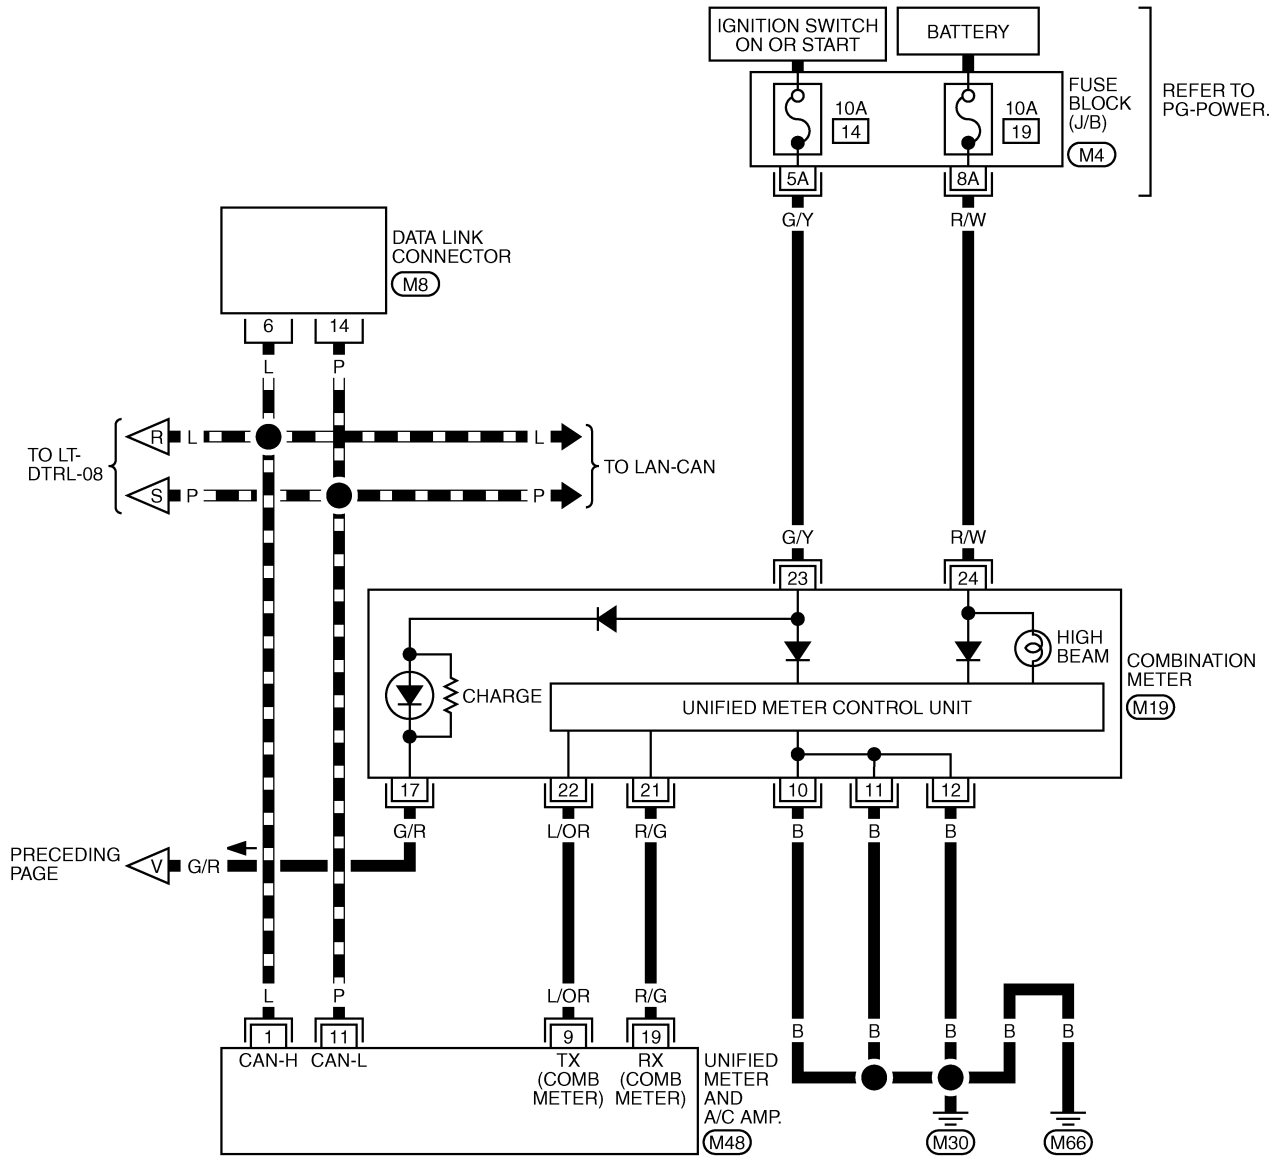 IGNITION SWITCH
ON OR START
BATTERY
10A
14
10A
19
FUSE
BLOCK
(J/B)
M4
REFER TO
PG-POWER.
5A
8A
G/Y
R/W
DATA LINK
CONNECTOR
M8
6
14
L
P
TO LT-
DTRL-08
R
L
L
S
P
P
TO LAN-CAN
G/Y
R/W
23
24
HIGH
BEAM
CHARGE
UNIFIED METER CONTROL UNIT
COMBINATION
METER
M19
17
22
21
10
11
12
G/R
L/OR
R/G
B
B
B
PRECEDING
PAGE
V
G/R
L
P
L/OR
R/G
B
B
B
B
B
1
11
9
19
CAN-H
CAN-L
TX
(COMB
METER)
RX
(COMB
METER)
UNIFIED
METER
AND
A/C AMP.
M48
M30
M66